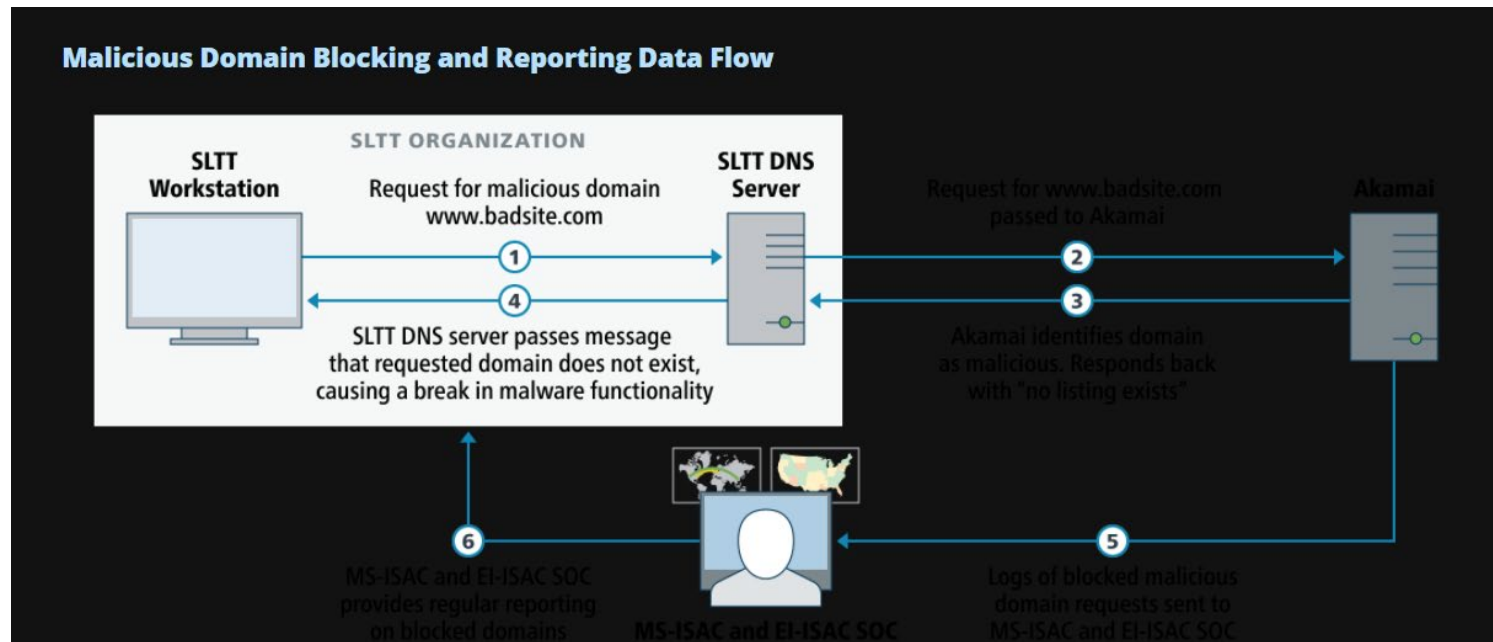 Malicious Domain Blocking and Reporting Data Flow
SLTT ORGANIZATION
SLTT
Workstation
Request for malicious domain
www.badsite.com
SLTT DNS
Server
Request for www.badsite.com
passed to Akamai
Akamai
1
2
4
3
SLTT DNS server passes message
that requested domain does not exist,
causing a break in malware functionality
Akamai identifies domain
as malicious. Responds back
with "no listing exists"
6
5
MS-ISAC and EI-ISAC SOC
provides regular reporting
on blocked domains
MS-ISAC and EI-ISAC SOC
Logs of blocked malicious
domain requests sent to
MS-ISAC and EI-ISAC SOC